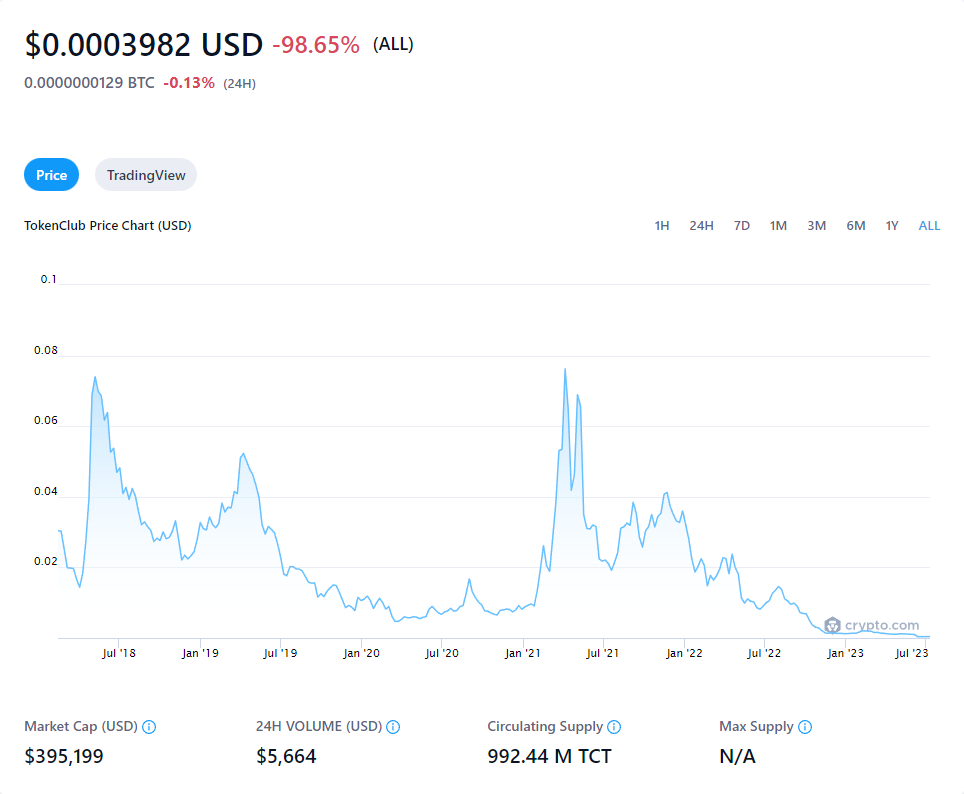 $0.0003982 USD -98.65% (ALL)
0.0000000129 BTC -0.13% (24H)
Price TradingView
TokenClub Price Chart (USD) 1H 24H 7D 1M 3M 6M 1Y ALL
0.1
0.08
0.06
0.04
0.02
crypto.com
Jul '18 Jan '19 Jul '19 Jan '20 Jul '20 Jan '21 Jul '21 Jan '22 Jul '22 Jan '23 Jul '23
Market Cap (USD) 24H VOLUME (USD) Circulating Supply Max Supply
$395,199 $5,664 992.44 M TCT N/A